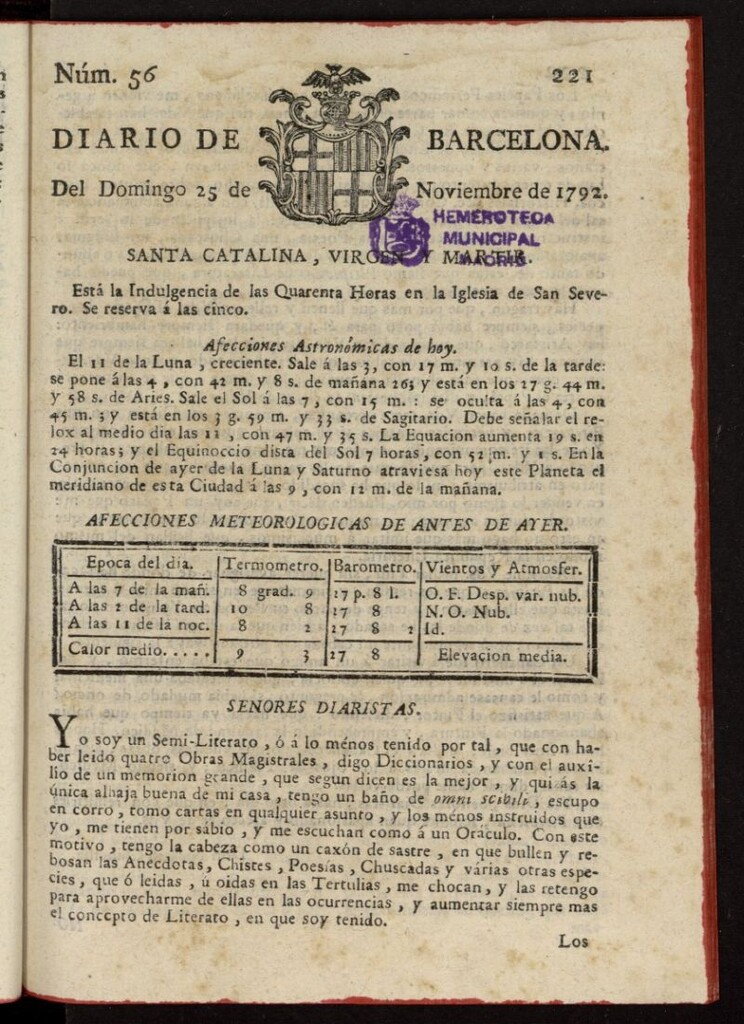 Núm. 56
221
DIARIO DE BARCELONA.
Del Domingo 25 de Noviembre de 1792.
HEMEROTECA
MUNICIPAL
MADRID
SANTA CATALINA, VIRGEN Y MARTIR.
Está la Indulgencia de las Quarenta Horas en la Iglesia de San Seve-
ro. Se reserva á las cinco.
Afecciones Astronómicas de hoy.
El 11 de la Luna, creciente. Sale á las 3, con 17 m. y 10 s. de la tarde:
se pone á las 4, con 42 m. y 8 s. de mañana 26; y está en los 27 g. 44 m.
y 58 s. de Aries. Sale el Sol á las 7, con 15 m.: se oculta á las 4, con
45 m.; y está en los 3 g. 59 m. y 33 s. de Sagitario. Debe señalar el re-
lox al medio dia las 11, con 47 m. y 35 s. La Equacion aumenta 19 s. en
24 horas; y el Equinoccio dista del Sol 7 horas, con 52 m. y 1 s. En la
Conjuncion de ayer de la Luna y Saturno atraviesa hoy este Planeta el
meridiano de esta Ciudad á las 9, con 12 m. de la mañana.
AFECCIONES METEOROLOGICAS DE ANTES DE AYER.
Epoca del dia. Termometro. Barometro. Vientos y Atmosfer.
A las 7 de la mañ. 8 grad. 9 27 p. 8 l. O. F. Desp. var. nub.
A las 2 de la tard. 10 8 27 8 N. O. Nub.
A las 11 de la noc. 8 2 27 8 2 Id.
Calor medio. . . . . 9 3 27 8 Elevacion media.
SENORES DIARISTAS.
Yo soy un Semi-Literato, ó á lo ménos tenido por tal, que con ha-
ber leido quatro Obras Magistrales, digo Diccionarios, y con el auxi-
lio de un memorion grande, que segun dicen es la mejor, y quizás la
única alhaja buena de mi casa, tengo un baño de omni scibili, escupo
en corro, tomo cartas en qualquier asunto, y los ménos instruidos que
yo, me tienen por sábio, y me escuchan como á un Oráculo. Con este
motivo, tengo la cabeza como un caxón de sastre, en que bullen y re-
bosan las Anécdotas, Chistes, Poesías, Chuscadas y várias otras espe-
cies, que ó leidas, ú oidas en las Tertulias, me chocan, y las retengo
para aprovecharme de ellas en las ocurrencias, y aumentar siempre mas
el concepto de Literato, en que soy tenido.
Los